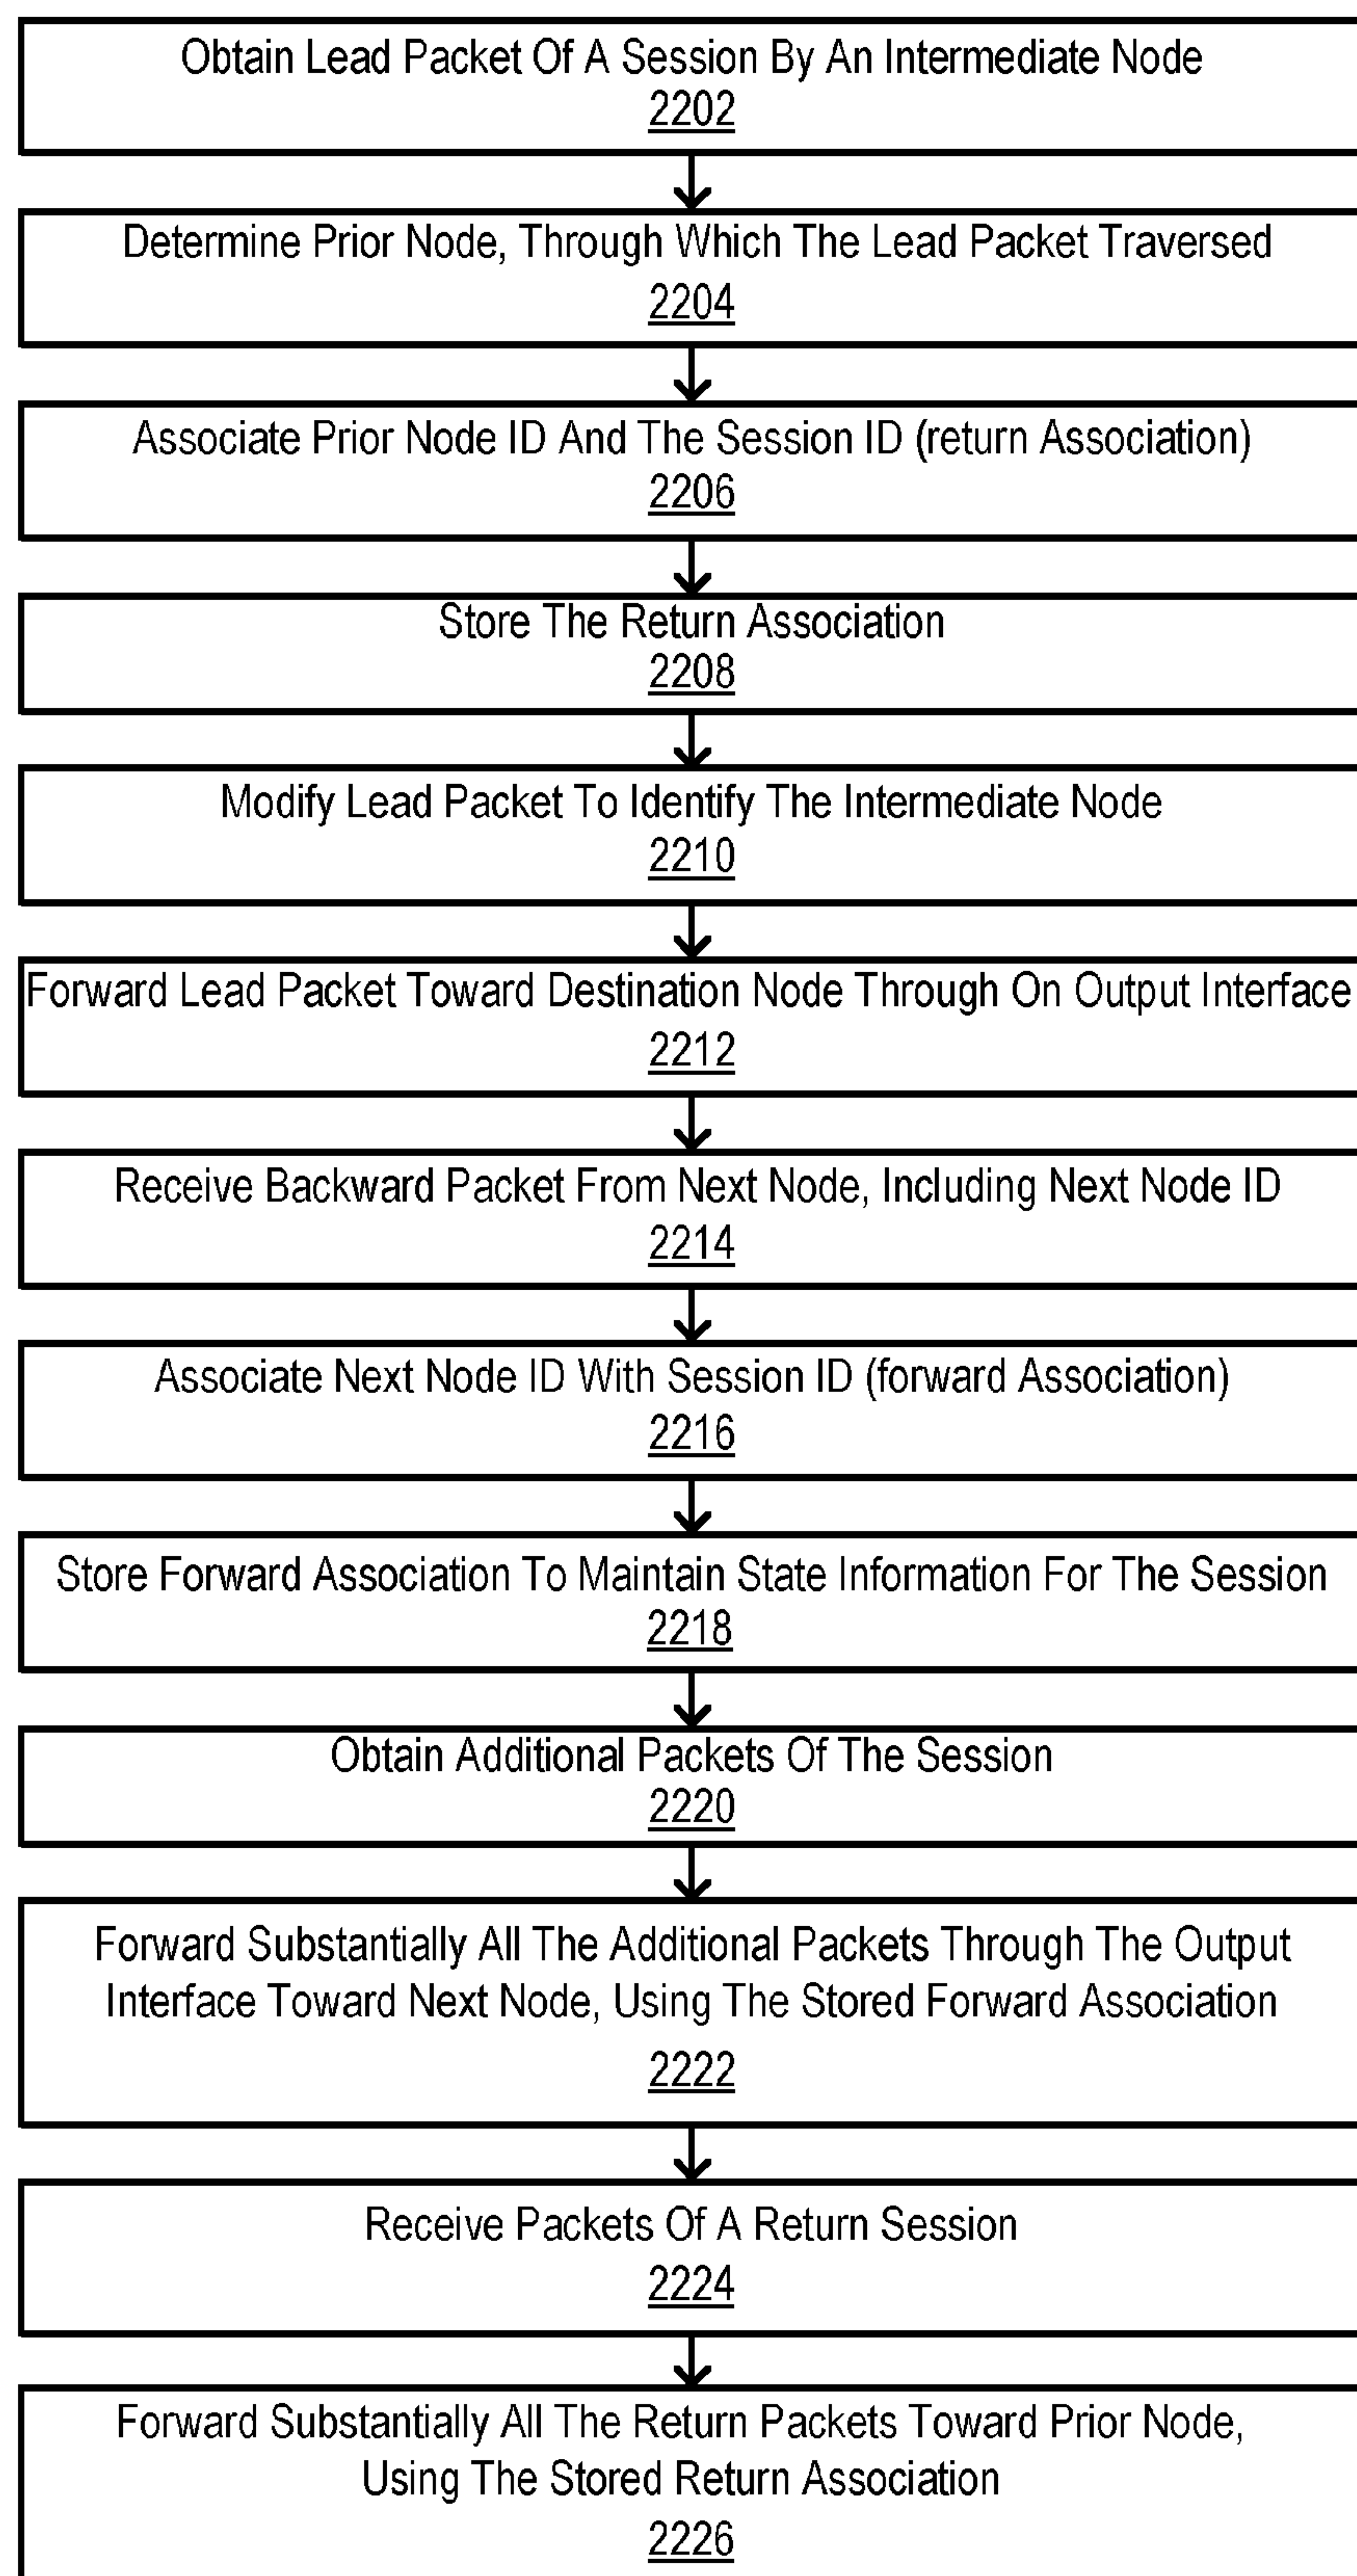 Obtain Lead Packet Of A Session By An Intermediate Node
2202
Determine Prior Node, Through Which The Lead Packet Traversed
2204
Associate Prior Node ID And The Session ID (return Association)
2206
Store The Return Association
2208
Modify Lead Packet To Identify The Intermediate Node
2210
Forward Lead Packet Toward Destination Node Through On Output Interface
2212
Receive Backward Packet From Next Node, Including Next Node ID
2214
Associate Next Node ID With Session ID (forward Association)
2216
Store Forward Association To Maintain State Information For The Session
2218
Obtain Additional Packets Of The Session
2220
Forward Substantially All The Additional Packets Through The Output
Interface Toward Next Node, Using The Stored Forward Association
2222
Receive Packets Of A Return Session
2224
Forward Substantially All The Return Packets Toward Prior Node,
Using The Stored Return Association
2226